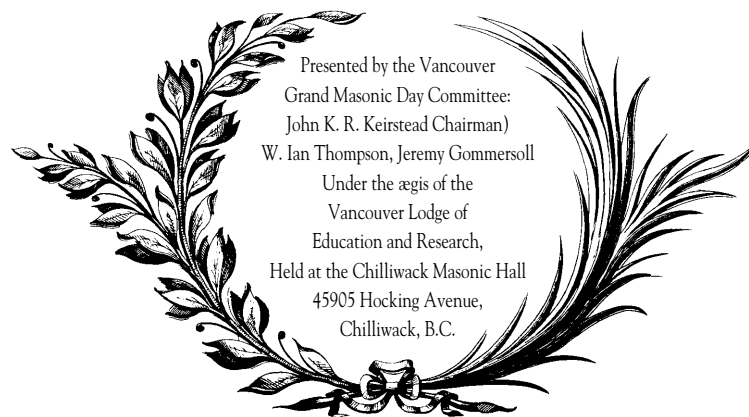 Presented by the Vancouver
Grand Masonic Day Committee:
John K. R. Keirstead Chairman)
W. Ian Thompson, Jeremy Gommersoll
Under the ægis of the
Vancouver Lodge of
Education and Research,
Held at the Chilliwack Masonic Hall
45905 Hocking Avenue,
Chilliwack, B.C.